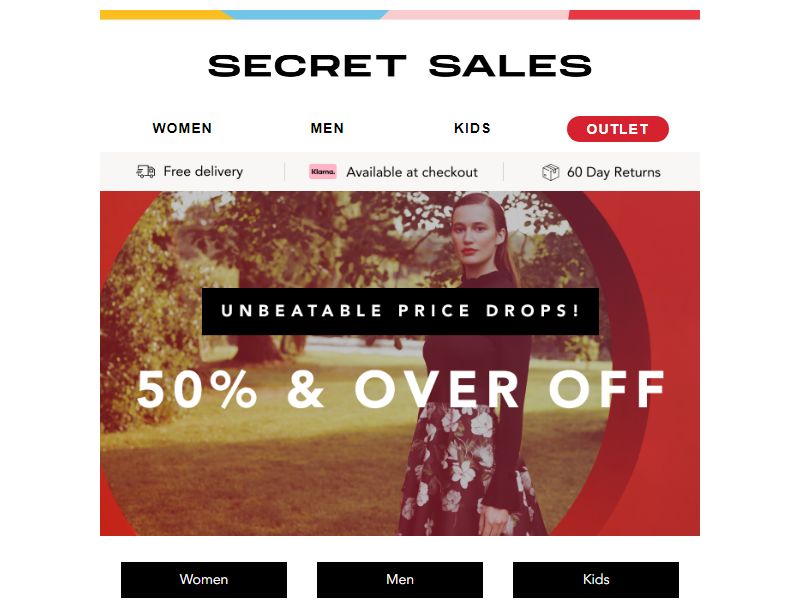 SECRET SALES
WOMEN MEN KIDS OUTLET
Free delivery Klarna. Available at checkout 60 Day Returns
UNBEATABLE PRICE DROPS!
50% & OVER OFF
Women Men Kids